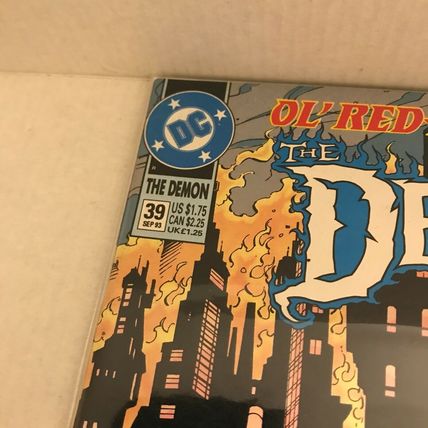 OL' RED
THE
DE
DC
THE DEMON
39
SEP 93
US $1.75
CAN $2.25
UK £1.25